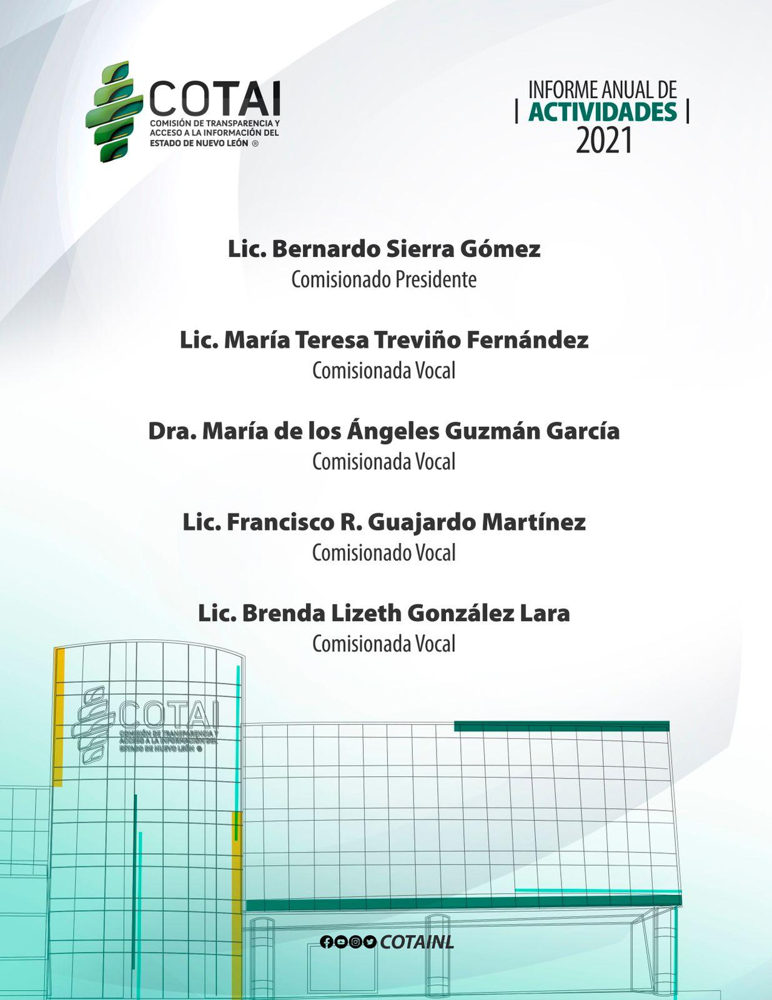 COTAI
COMISIÓN DE TRANSPARENCIA Y
ACCESO A LA INFORMACIÓN DEL
ESTADO DE NUEVO LEÓN ®
INFORME ANUAL DE
| ACTIVIDADES |
2021
Lic. Bernardo Sierra Gómez
Comisionado Presidente
Lic. María Teresa Treviño Fernández
Comisionada Vocal
Dra. María de los Ángeles Guzmán García
Comisionada Vocal
Lic. Francisco R. Guajardo Martínez
Comisionado Vocal
Lic. Brenda Lizeth González Lara
Comisionada Vocal
COTAI
COMISIÓN DE TRANSPARENCIA Y
ACCESO A LA INFORMACIÓN DEL
ESTADO DE NUEVO LEÓN ®
COTAINL